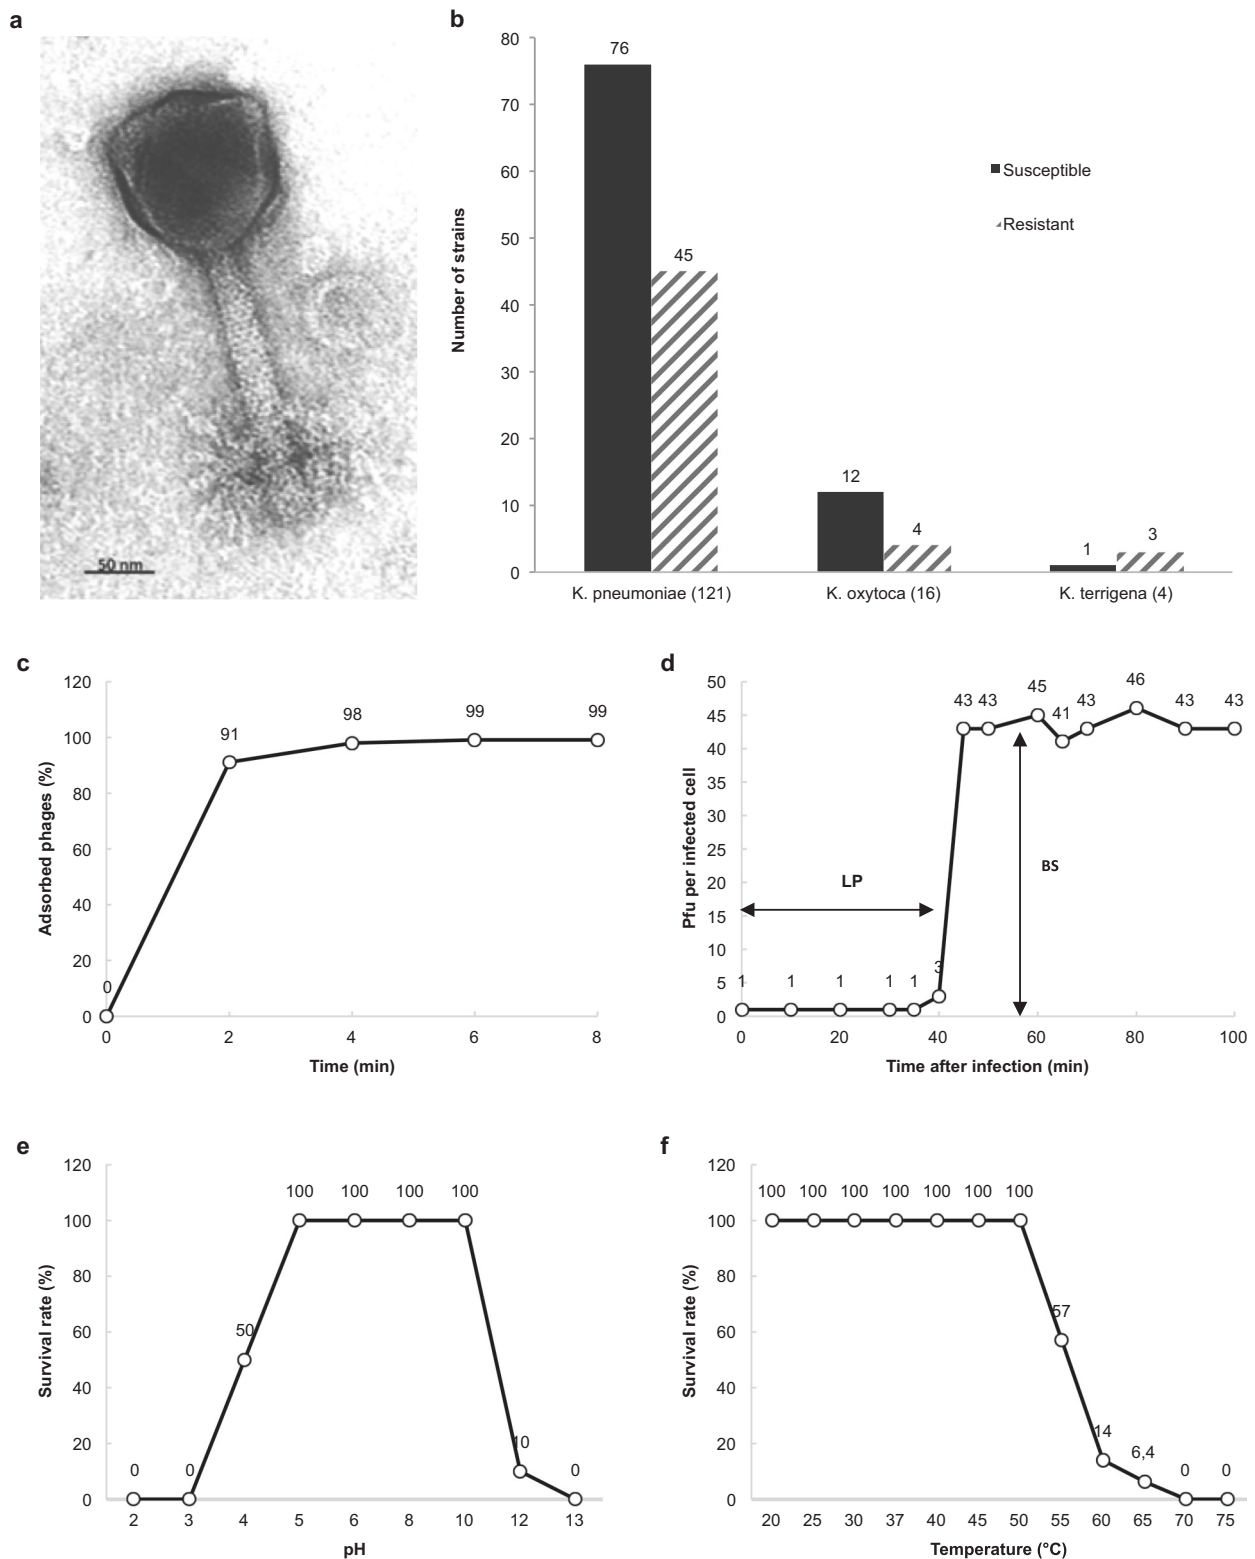 a
50 nm
b
80
70
60
50
40
30
20
10
0
Number of strains
76
45
12
4
1
3
Susceptible
Resistant
K. pneumoniae (121)
K. oxytoca (16)
K. terrigena (4)
c
120
100
80
60
40
20
0
Adsorbed phages (%)
0
91
98
99
99
0 2 4 6 8
Time (min)
d
50
45
40
35
30
25
20
15
10
5
0
Pfu per infected cell
1 1 1 1 1 3
43 43 45 41 43 46 43 43
LP
BS
0 20 40 60 80 100
Time after infection (min)
e
120
100
80
60
40
20
0
Survival rate (%)
0 0 50 100 100 100 100 10 0
2 3 4 5 6 8 10 12 13
pH
f
120
100
80
60
40
20
0
Survival rate (%)
100 100 100 100 100 100 100
57
14
6,4
0 0
20 25 30 37 40 45 50 55 60 65 70 75
Temperature (°C)